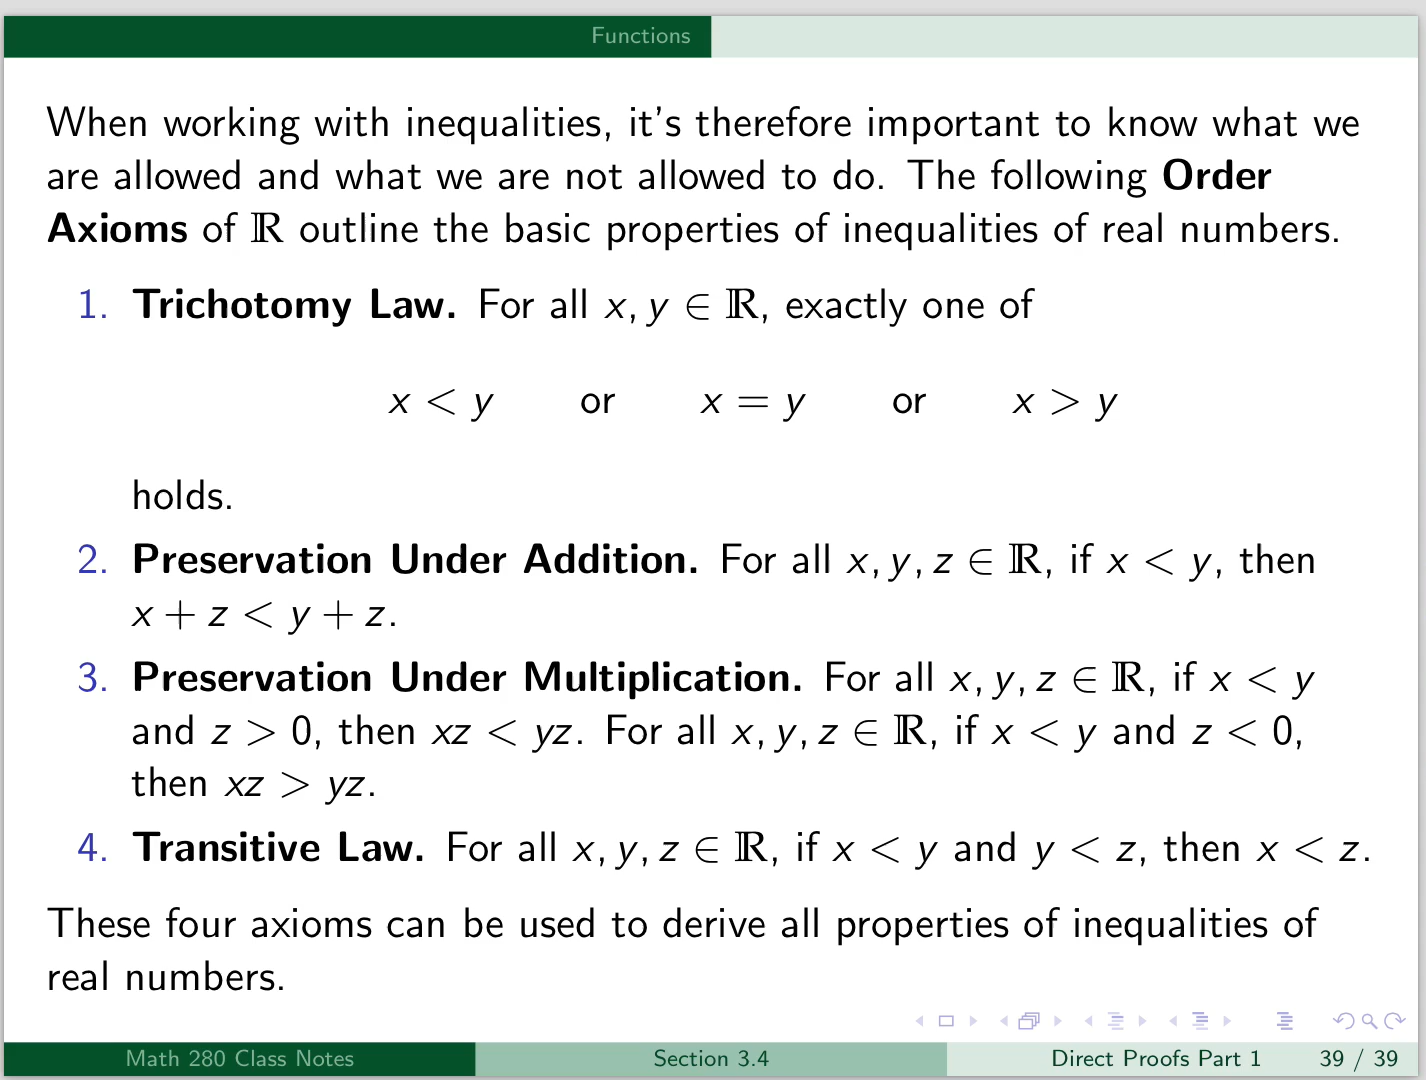 Functions
When working with inequalities, it's therefore important to know what we
are allowed and what we are not allowed to do. The following Order
Axioms of ℝ outline the basic properties of inequalities of real numbers.
1. Trichotomy Law. For all x, y ∈ ℝ, exactly one of
x < y or x = y or x > y
holds.
2. Preservation Under Addition. For all x, y, z ∈ ℝ, if x < y, then
x + z < y + z.
3. Preservation Under Multiplication. For all x, y, z ∈ ℝ, if x < y
and z > 0, then xz < yz. For all x, y, z ∈ ℝ, if x < y and z < 0,
then xz > yz.
4. Transitive Law. For all x, y, z ∈ ℝ, if x < y and y < z, then x < z.
These four axioms can be used to derive all properties of inequalities of
real numbers.
Math 280 Class Notes Section 3.4 Direct Proofs Part 1 39 / 39